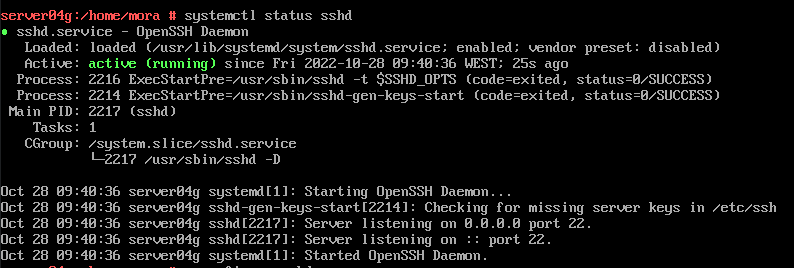 server04g:/home/mora # systemctl status sshd
● sshd.service - OpenSSH Daemon
Loaded: loaded (/usr/lib/systemd/system/sshd.service; enabled; vendor preset: disabled)
Active: active (running) since Fri 2022-10-28 09:40:36 WEST; 25s ago
Process: 2216 ExecStartPre=/usr/sbin/sshd -t $SSHD_OPTS (code=exited, status=0/SUCCESS)
Process: 2214 ExecStartPre=/usr/sbin/sshd-gen-keys-start (code=exited, status=0/SUCCESS)
Main PID: 2217 (sshd)
Tasks: 1
CGroup: /system.slice/sshd.service
└─2217 /usr/sbin/sshd -D
Oct 28 09:40:36 server04g systemd[1]: Starting OpenSSH Daemon...
Oct 28 09:40:36 server04g sshd-gen-keys-start[2214]: Checking for missing server keys in /etc/ssh
Oct 28 09:40:36 server04g sshd[2217]: Server listening on 0.0.0.0 port 22.
Oct 28 09:40:36 server04g sshd[2217]: Server listening on :: port 22.
Oct 28 09:40:36 server04g systemd[1]: Started OpenSSH Daemon.